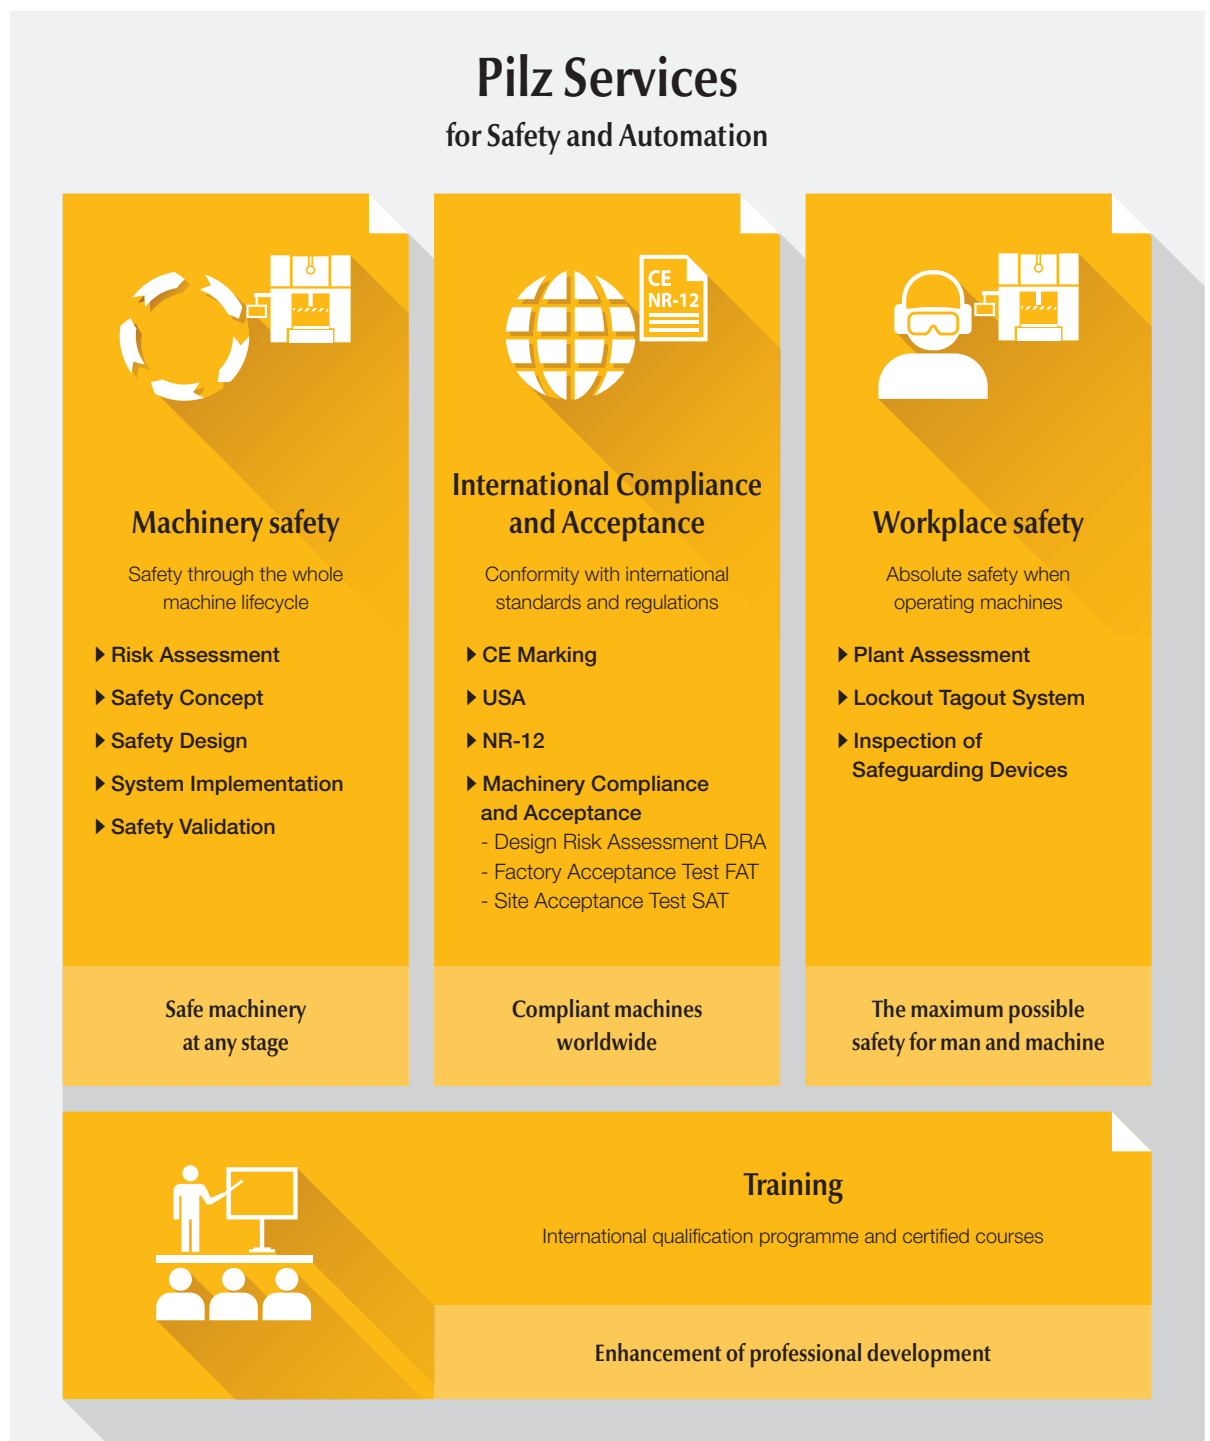 Pilz Services
for Safety and Automation
Machinery safety
Safety through the whole
machine lifecycle
Risk Assessment
Safety Concept
Safety Design
System Implementation
Safety Validation
Safe machinery
at any stage
CE
NR-12
International Compliance
and Acceptance
Conformity with international
standards and regulations
CE Marking
USA
NR-12
Machinery Compliance
and Acceptance
- Design Risk Assessment DRA
- Factory Acceptance Test FAT
- Site Acceptance Test SAT
Compliant machines
worldwide
Workplace safety
Absolute safety when
operating machines
Plant Assessment
Lockout Tagout System
Inspection of
Safeguarding Devices
The maximum possible
safety for man and machine
Training
International qualification programme and certified courses
Enhancement of professional development